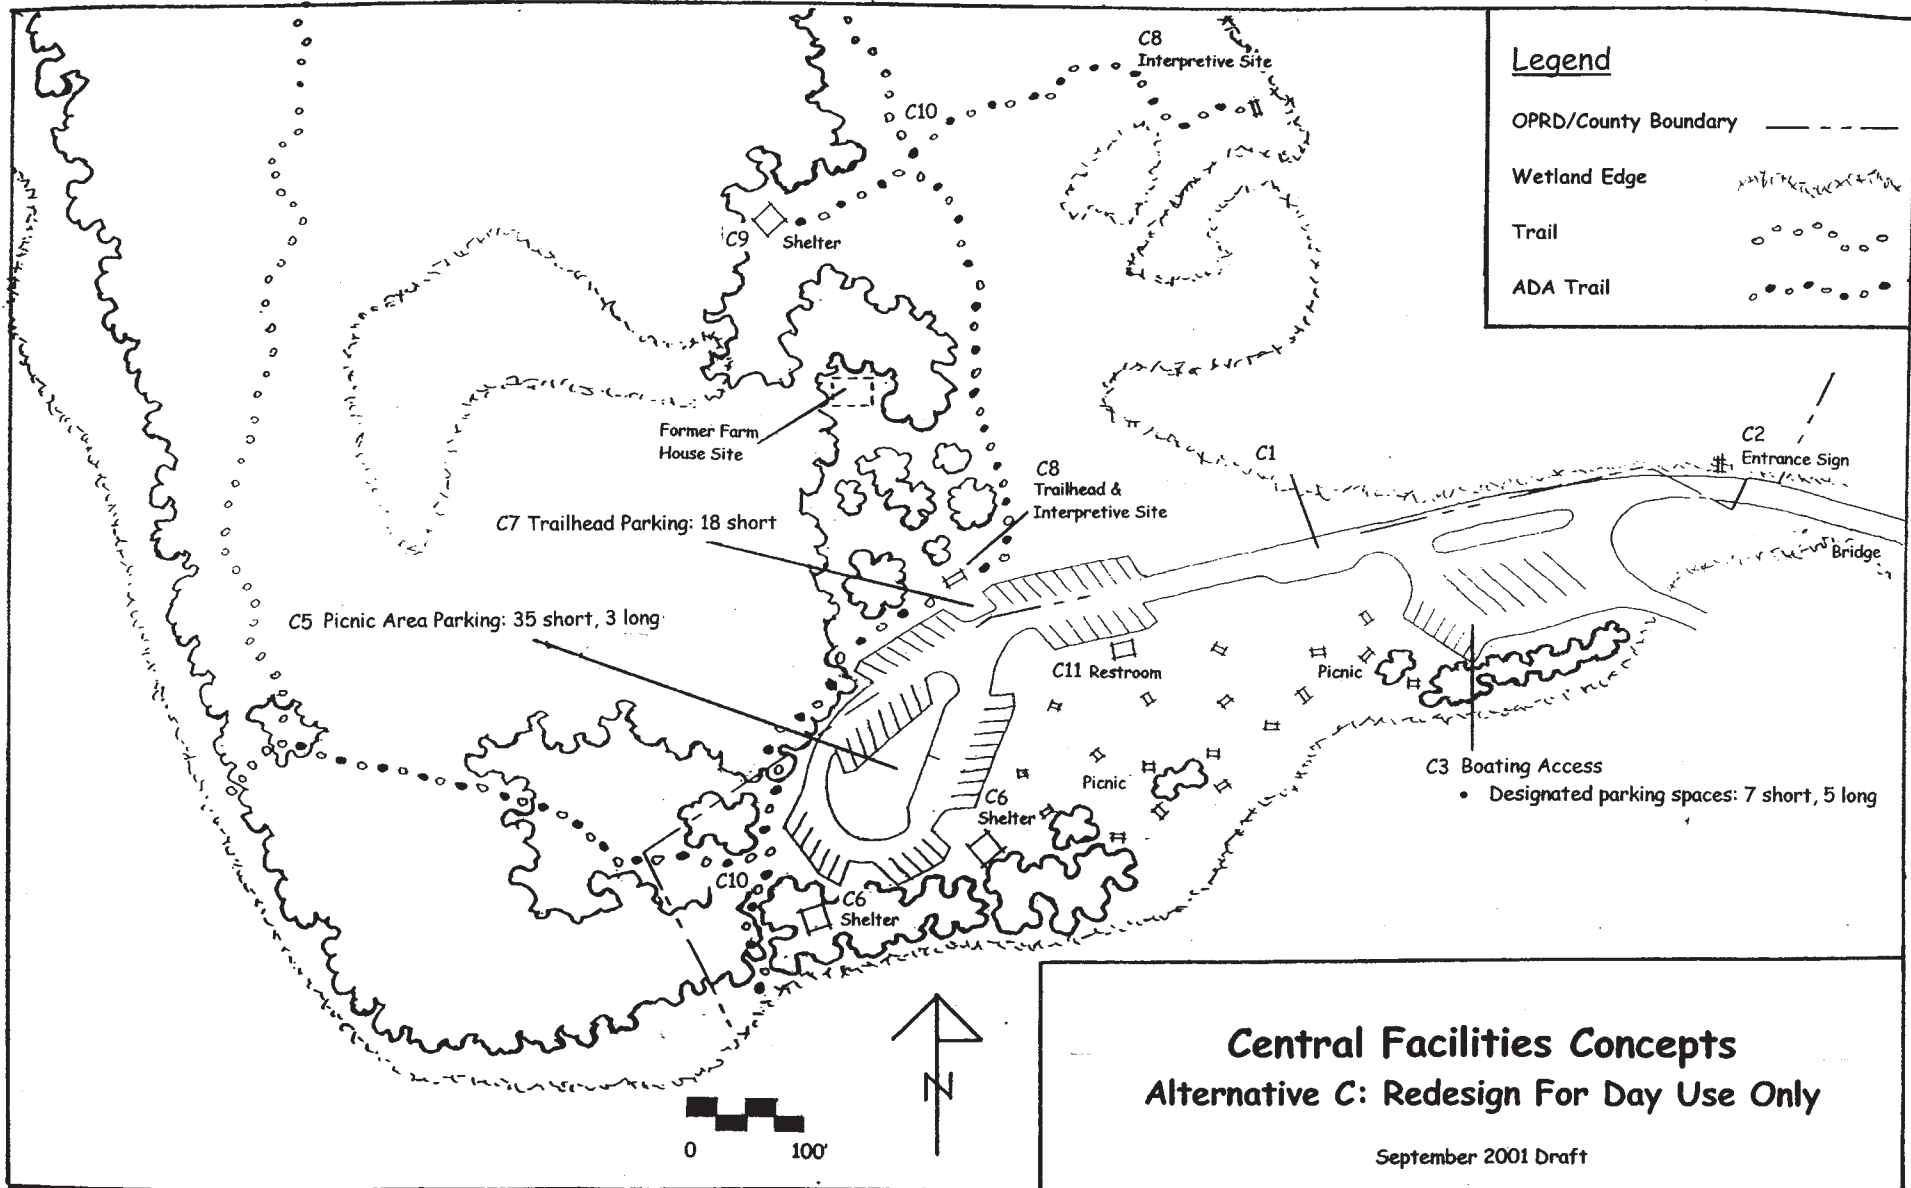 C8
Interpretive Site
Legend
OPRD/County Boundary
Wetland Edge
Trail
ADA Trail
C10
C9
Shelter
Former Farm
House Site
C8
Trailhead &
Interpretive Site
C1
C2
Entrance Sign
Bridge
C7 Trailhead Parking: 18 short
C5 Picnic Area Parking: 35 short, 3 long
C11 Restroom
Picnic
C3 Boating Access
• Designated parking spaces: 7 short, 5 long
Picnic
C6
Shelter
C10
C6
Shelter
N
0 100'
Central Facilities Concepts
Alternative C: Redesign For Day Use Only
September 2001 Draft